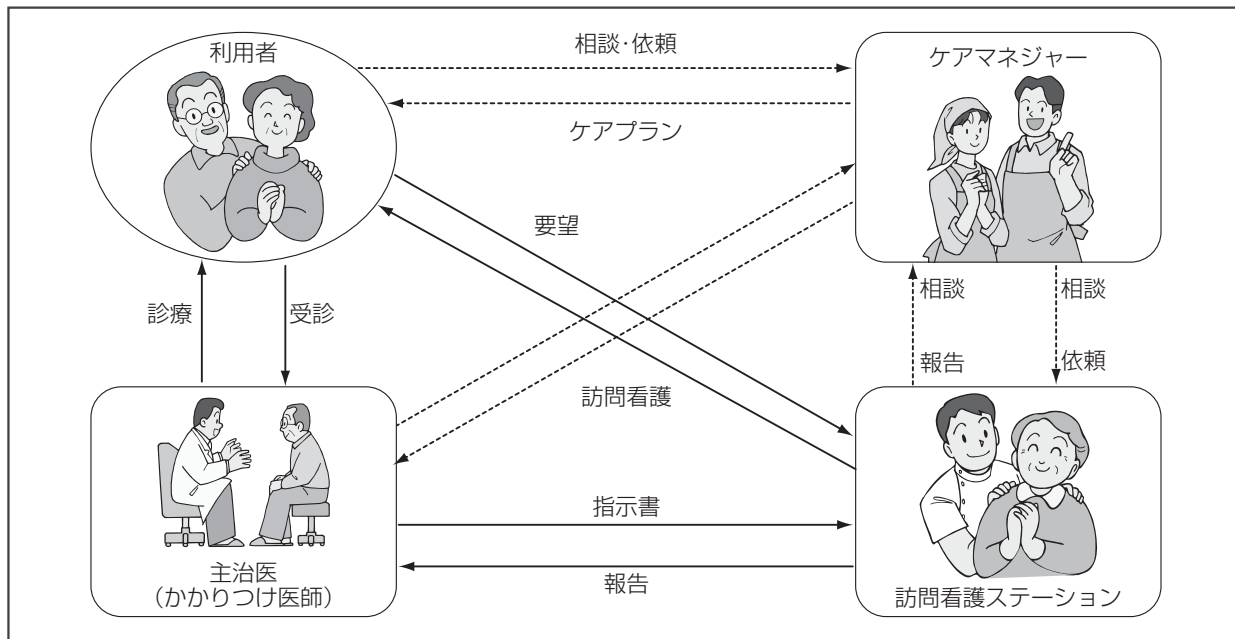 利用者
相談・依頼
ケアマネジャー
ケアプラン
要望
診療
受診
相談
相談
訪問看護
報告
依頼
指示書
主治医
（かかりつけ医師）
報告
訪問看護ステーション